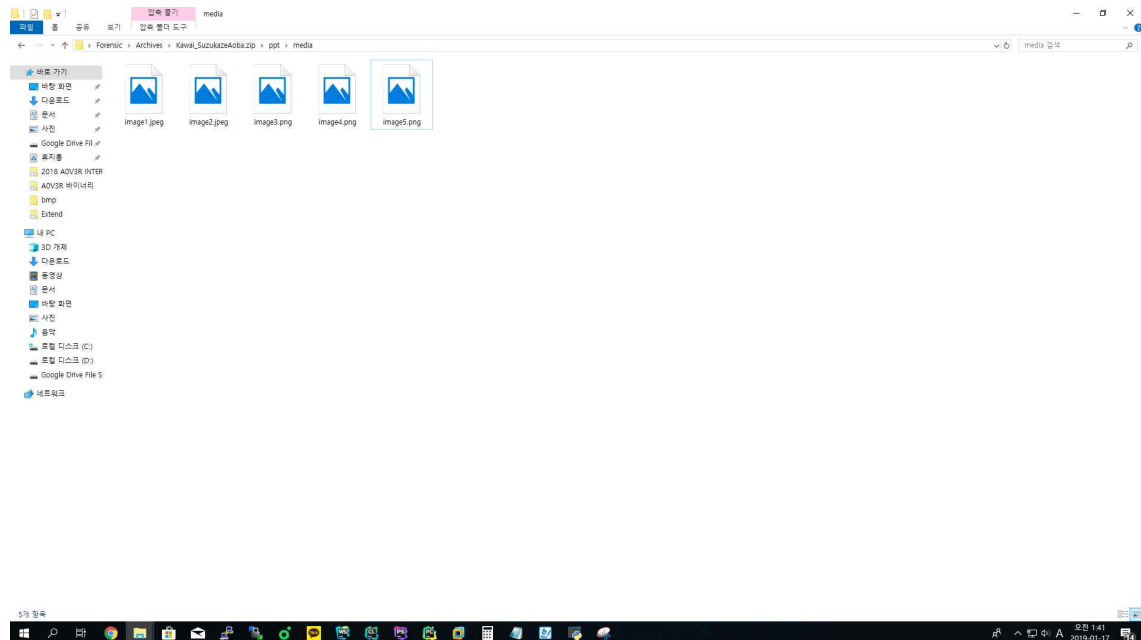 압축 풀기 media
파일 홈 공유 보기 압축 폴더 도구
Forensic › Archives › Kawai_SuzukazeAoba.zip › ppt › media
media 검색
바로 가기
바탕 화면
다운로드
문서
사진
Google Drive Fil
휴지통
2018 A0V3R INTER
A0V3R 바이너리
bmp
Extend
내 PC
3D 개체
다운로드
동영상
문서
바탕 화면
사진
음악
로컬 디스크 (C:)
로컬 디스크 (D:)
Google Drive File S
네트워크
image1.jpeg image2.jpeg image3.png image4.png image5.png
5개 항목
TALK WS CL PS PC
A 오전 1:41
2019-01-17